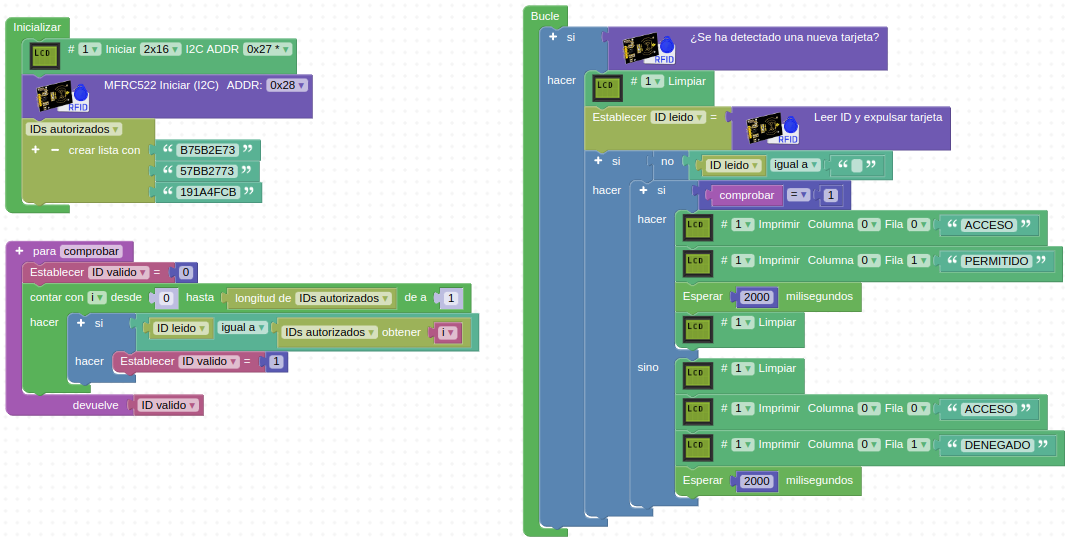 Inicializar
LCD # 1 Iniciar 2x16 I2C ADDR 0x27 *
RFID MFRC522 Iniciar (I2C) ADDR: 0x28
IDs autorizados
+ − crear lista con “ B75B2E73 ”
“ 57BB2773 ”
“ 191A4FCB ”
+ para comprobar
Establecer ID valido = 0
contar con i desde 0 hasta longitud de IDs autorizados de a 1
hacer + si ID leido igual a IDs autorizados obtener i
hacer Establecer ID valido = 1
devuelve ID valido
Bucle
+ si RFID ¿Se ha detectado una nueva tarjeta?
hacer LCD # 1 Limpiar
Establecer ID leido = RFID Leer ID y expulsar tarjeta
+ si no ID leido igual a “ ”
hacer + si comprobar = 1
hacer LCD # 1 Imprimir Columna 0 Fila 0 “ ACCESO ”
LCD # 1 Imprimir Columna 0 Fila 1 “ PERMITIDO ”
Esperar 2000 milisegundos
LCD # 1 Limpiar
sino LCD # 1 Limpiar
LCD # 1 Imprimir Columna 0 Fila 0 “ ACCESO ”
LCD # 1 Imprimir Columna 0 Fila 1 “ DENEGADO ”
Esperar 2000 milisegundos